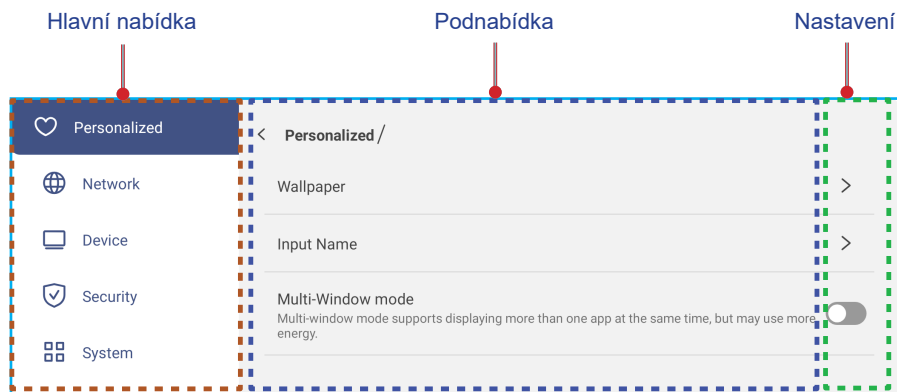 Hlavní nabídka
Podnabídka
Nastavení
Personalized
Network
Device
Security
System
< Personalized /
Wallpaper >
Input Name >
Multi-Window mode
Multi-window mode supports displaying more than one app at the same time, but may use more
energy.